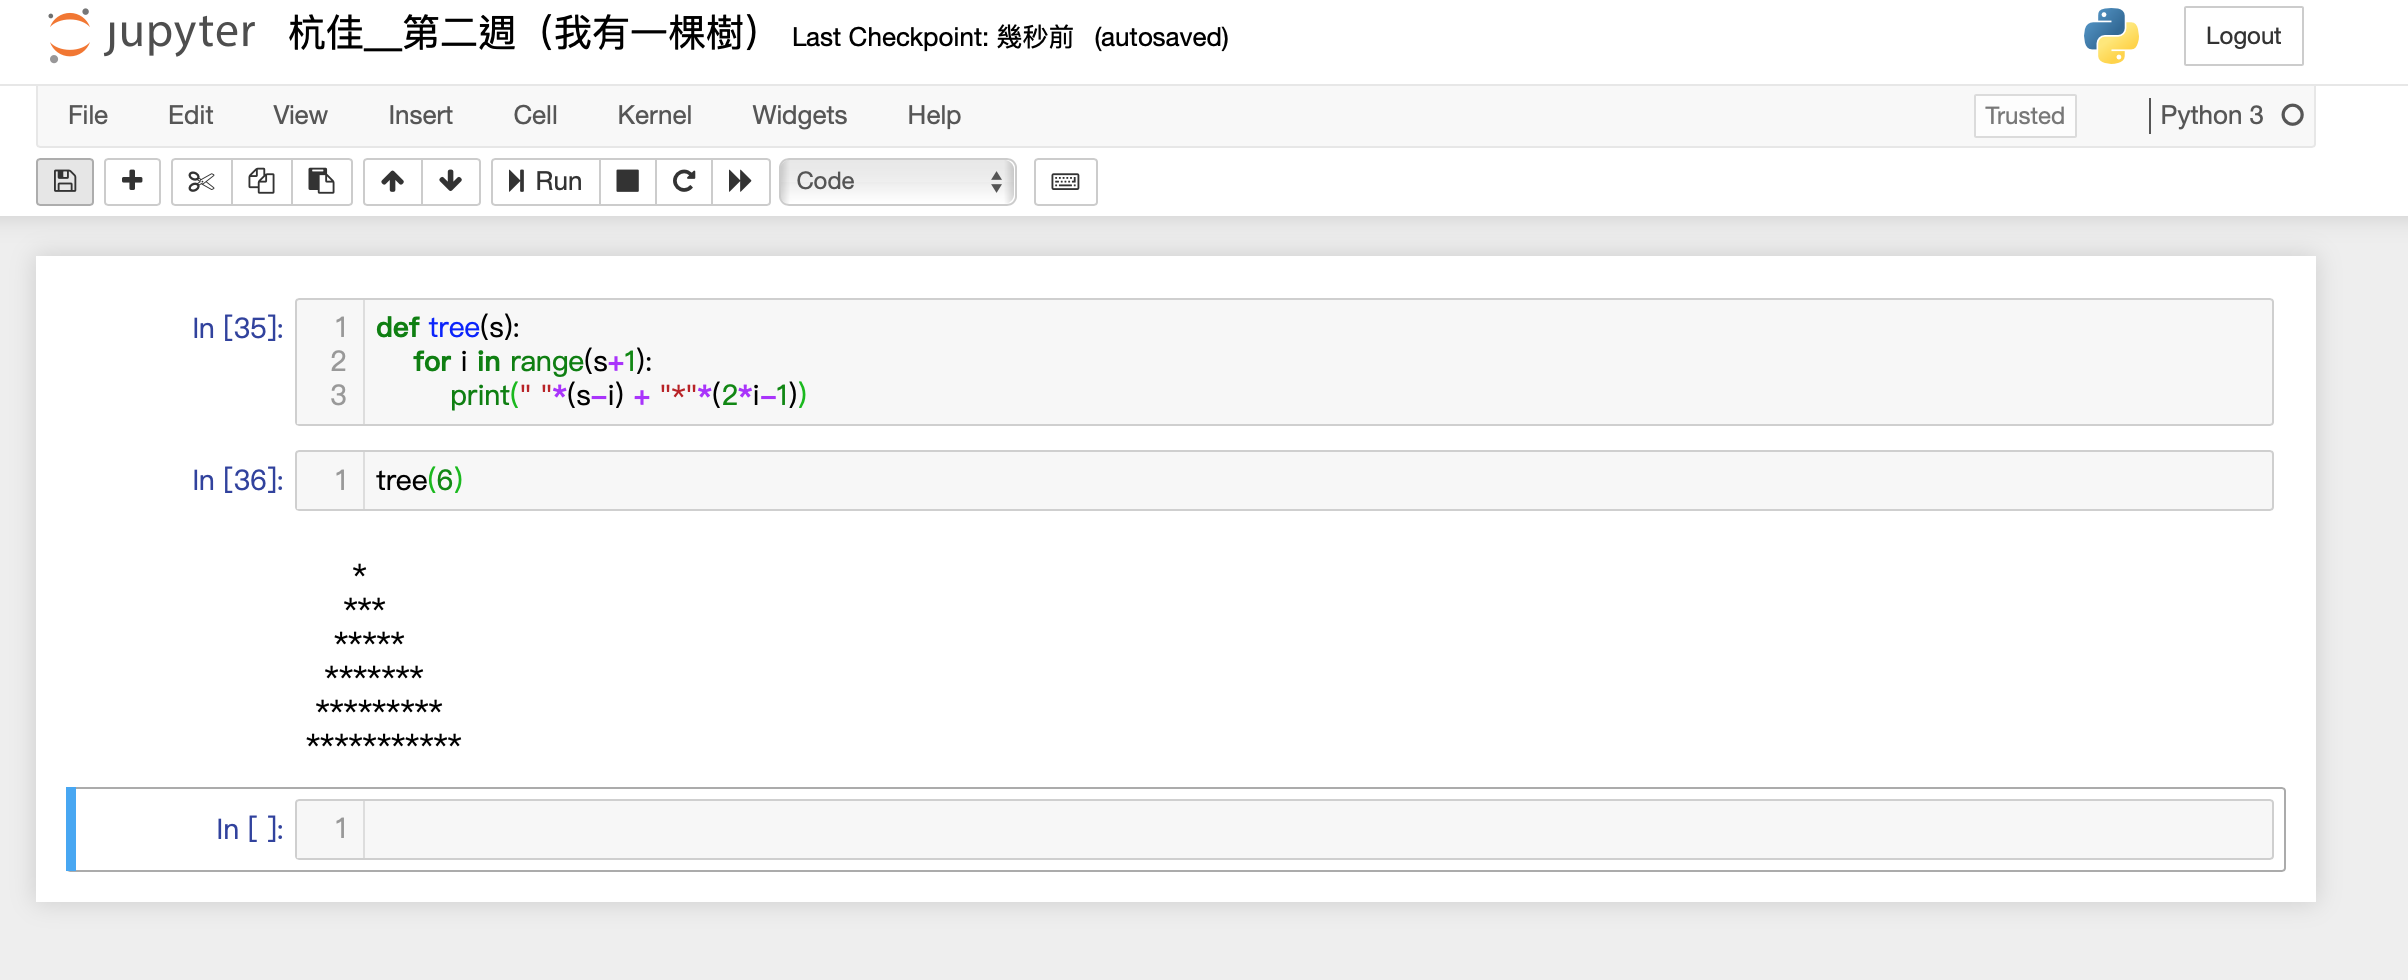 jupyter 杭佳__第二週（我有一棵樹） Last Checkpoint: 幾秒前 (autosaved) Logout
File Edit View Insert Cell Kernel Widgets Help Trusted Python 3
Run Code
In [35]: 1 def tree(s):
2     for i in range(s+1):
3         print(" "*(s-i) + "*"*(2*i-1))
In [36]: 1 tree(6)
     *
    ***
   *****
  *******
 *********
***********
In [ ]: 1